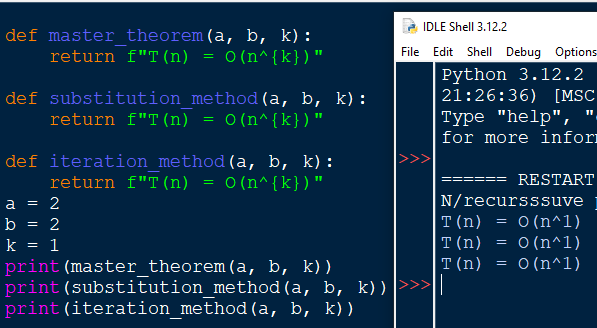 def master_theorem(a, b, k):
    return f"T(n) = O(n^{k})"
def substitution_method(a, b, k):
    return f"T(n) = O(n^{k})"
def iteration_method(a, b, k):
    return f"T(n) = O(n^{k})"
a = 2
b = 2
k = 1
print(master_theorem(a, b, k))
print(substitution_method(a, b, k))
print(iteration_method(a, b, k))
IDLE Shell 3.12.2
File Edit Shell Debug Options
Python 3.12.2
21:26:36) [MSC
Type "help", "
for more infor
>>>
====== RESTART
N/recursssuve
T(n) = O(n^1)
T(n) = O(n^1)
T(n) = O(n^1)
>>>